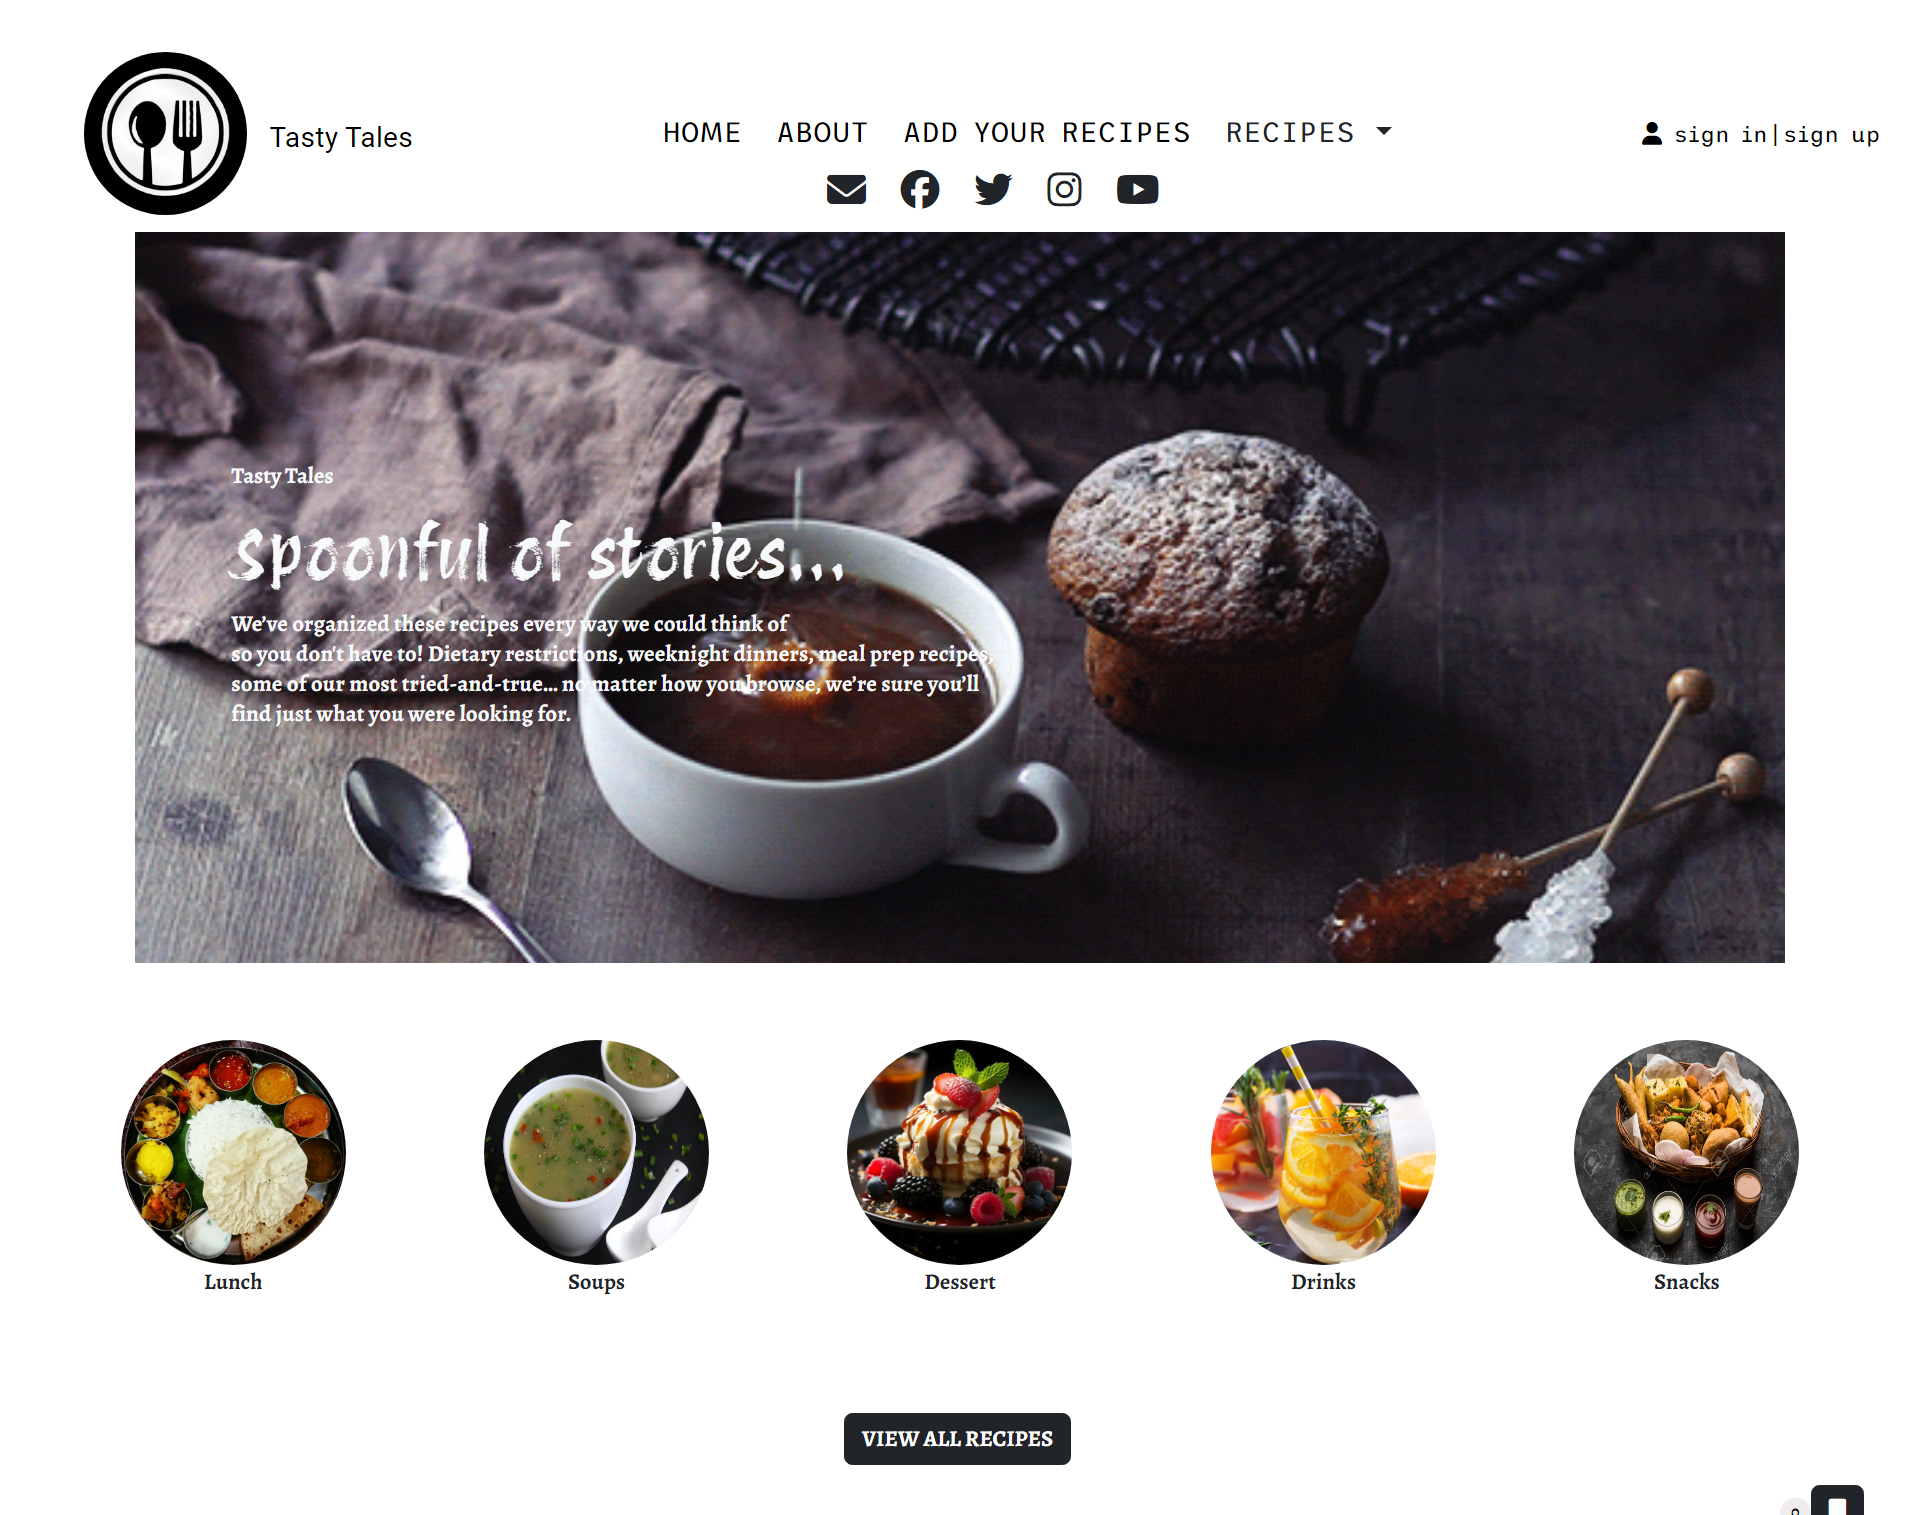 Tasty Tales
HOME ABOUT ADD YOUR RECIPES RECIPES
sign in|sign up
Tasty Tales
Spoonful of stories...
We’ve organized these recipes every way we could think of
so you don't have to! Dietary restrictions, weeknight dinners, meal prep recipes,
some of our most tried-and-true... no matter how you browse, we’re sure you’ll
find just what you were looking for.
Lunch
Soups
Dessert
Drinks
Snacks
VIEW ALL RECIPES